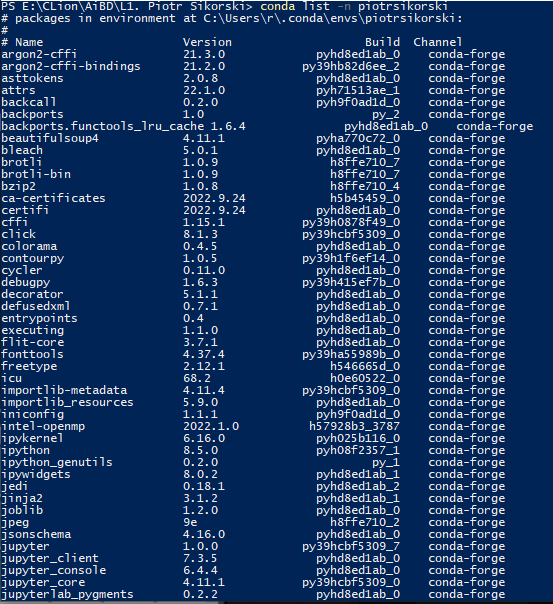 PS E:\CLion\AiBD\L1. Piotr Sikorski> conda list -n piotrsikorski
# packages in environment at C:\Users\r\.conda\envs\piotrsikorski:
#
# Name                    Version                   Build  Channel
argon2-cffi               21.3.0             pyhd8ed1ab_0    conda-forge
argon2-cffi-bindings      21.2.0           py39hb82d6ee_2    conda-forge
asttokens                 2.0.8              pyhd8ed1ab_0    conda-forge
attrs                     22.1.0             pyh71513ae_1    conda-forge
backcall                  0.2.0              pyh9f0ad1d_0    conda-forge
backports                 1.0                        py_2    conda-forge
backports.functools_lru_cache 1.6.4              pyhd8ed1ab_0    conda-forge
beautifulsoup4            4.11.1             pyha770c72_0    conda-forge
bleach                    5.0.1              pyhd8ed1ab_0    conda-forge
brotli                    1.0.9                h8ffe710_7    conda-forge
brotli-bin                1.0.9                h8ffe710_7    conda-forge
bzip2                     1.0.8                h8ffe710_4    conda-forge
ca-certificates           2022.9.24            h5b45459_0    conda-forge
certifi                   2022.9.24          pyhd8ed1ab_0    conda-forge
cffi                      1.15.1           py39h0878f49_0    conda-forge
click                     8.1.3            py39hcbf5309_0    conda-forge
colorama                  0.4.5              pyhd8ed1ab_0    conda-forge
contourpy                 1.0.5            py39h1f6ef14_0    conda-forge
cycler                    0.11.0             pyhd8ed1ab_0    conda-forge
debugpy                   1.6.3            py39h415ef7b_0    conda-forge
decorator                 5.1.1              pyhd8ed1ab_0    conda-forge
defusedxml                0.7.1              pyhd8ed1ab_0    conda-forge
entrypoints               0.4                pyhd8ed1ab_0    conda-forge
executing                 1.1.0              pyhd8ed1ab_0    conda-forge
flit-core                 3.7.1              pyhd8ed1ab_0    conda-forge
fonttools                 4.37.4           py39ha55989b_0    conda-forge
freetype                  2.12.1               h546665d_0    conda-forge
icu                       68.2                 h0e60522_0    conda-forge
importlib-metadata        4.11.4           py39hcbf5309_0    conda-forge
importlib_resources       5.9.0              pyhd8ed1ab_0    conda-forge
iniconfig                 1.1.1              pyh9f0ad1d_0    conda-forge
intel-openmp              2022.1.0          h57928b3_3787    conda-forge
ipykernel                 6.16.0             pyh025b116_0    conda-forge
ipython                   8.5.0              pyh08f2357_1    conda-forge
ipython_genutils          0.2.0                      py_1    conda-forge
ipywidgets                8.0.2              pyhd8ed1ab_1    conda-forge
jedi                      0.18.1             pyhd8ed1ab_2    conda-forge
jinja2                    3.1.2              pyhd8ed1ab_1    conda-forge
joblib                    1.2.0              pyhd8ed1ab_0    conda-forge
jpeg                      9e                   h8ffe710_2    conda-forge
jsonschema                4.16.0             pyhd8ed1ab_0    conda-forge
jupyter                   1.0.0            py39hcbf5309_7    conda-forge
jupyter_client            7.3.5              pyhd8ed1ab_0    conda-forge
jupyter_console           6.4.4              pyhd8ed1ab_0    conda-forge
jupyter_core              4.11.1           py39hcbf5309_0    conda-forge
jupyterlab_pygments       0.2.2              pyhd8ed1ab_0    conda-forge